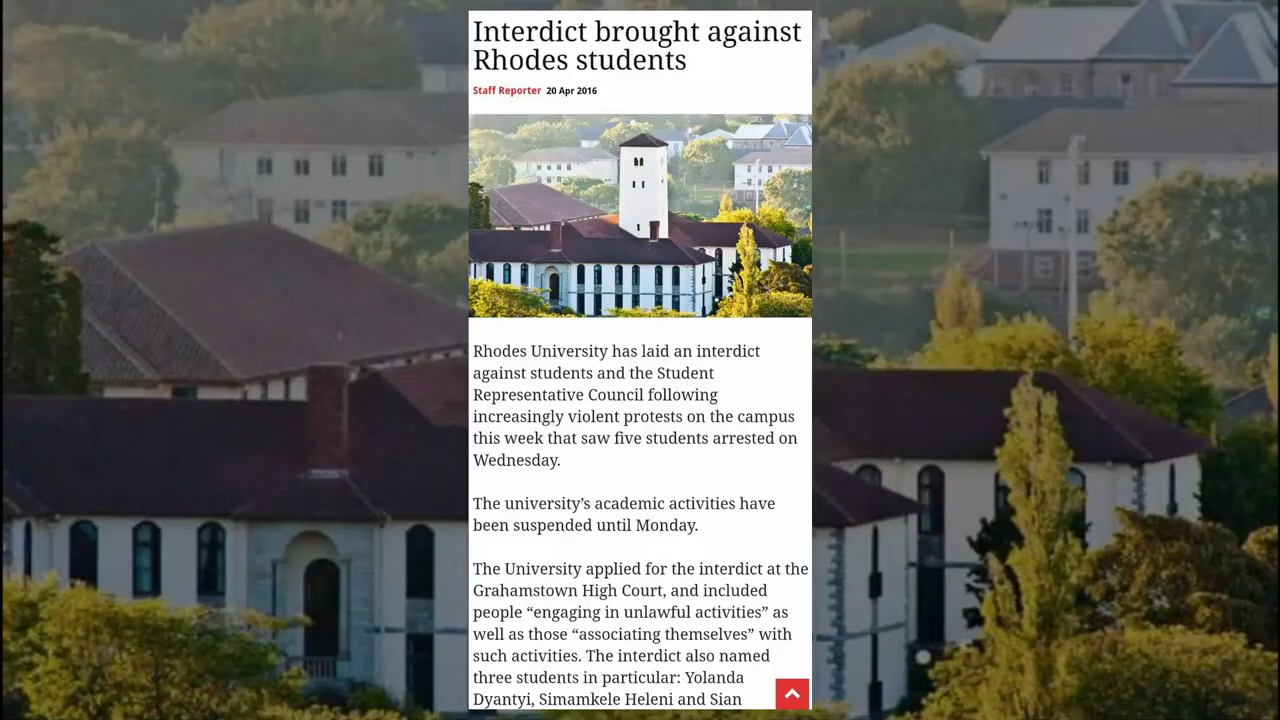 Interdict brought against
Rhodes students
Staff Reporter 20 Apr 2016
Rhodes University has laid an interdict
against students and the Student
Representative Council following
increasingly violent protests on the campus
this week that saw five students arrested on
Wednesday.
The university’s academic activities have
been suspended until Monday.
The University applied for the interdict at the
Grahamstown High Court, and included
people “engaging in unlawful activities” as
well as those “associating themselves” with
such activities. The interdict also named
three students in particular: Yolanda
Dyantyi, Simamkele Heleni and Sian